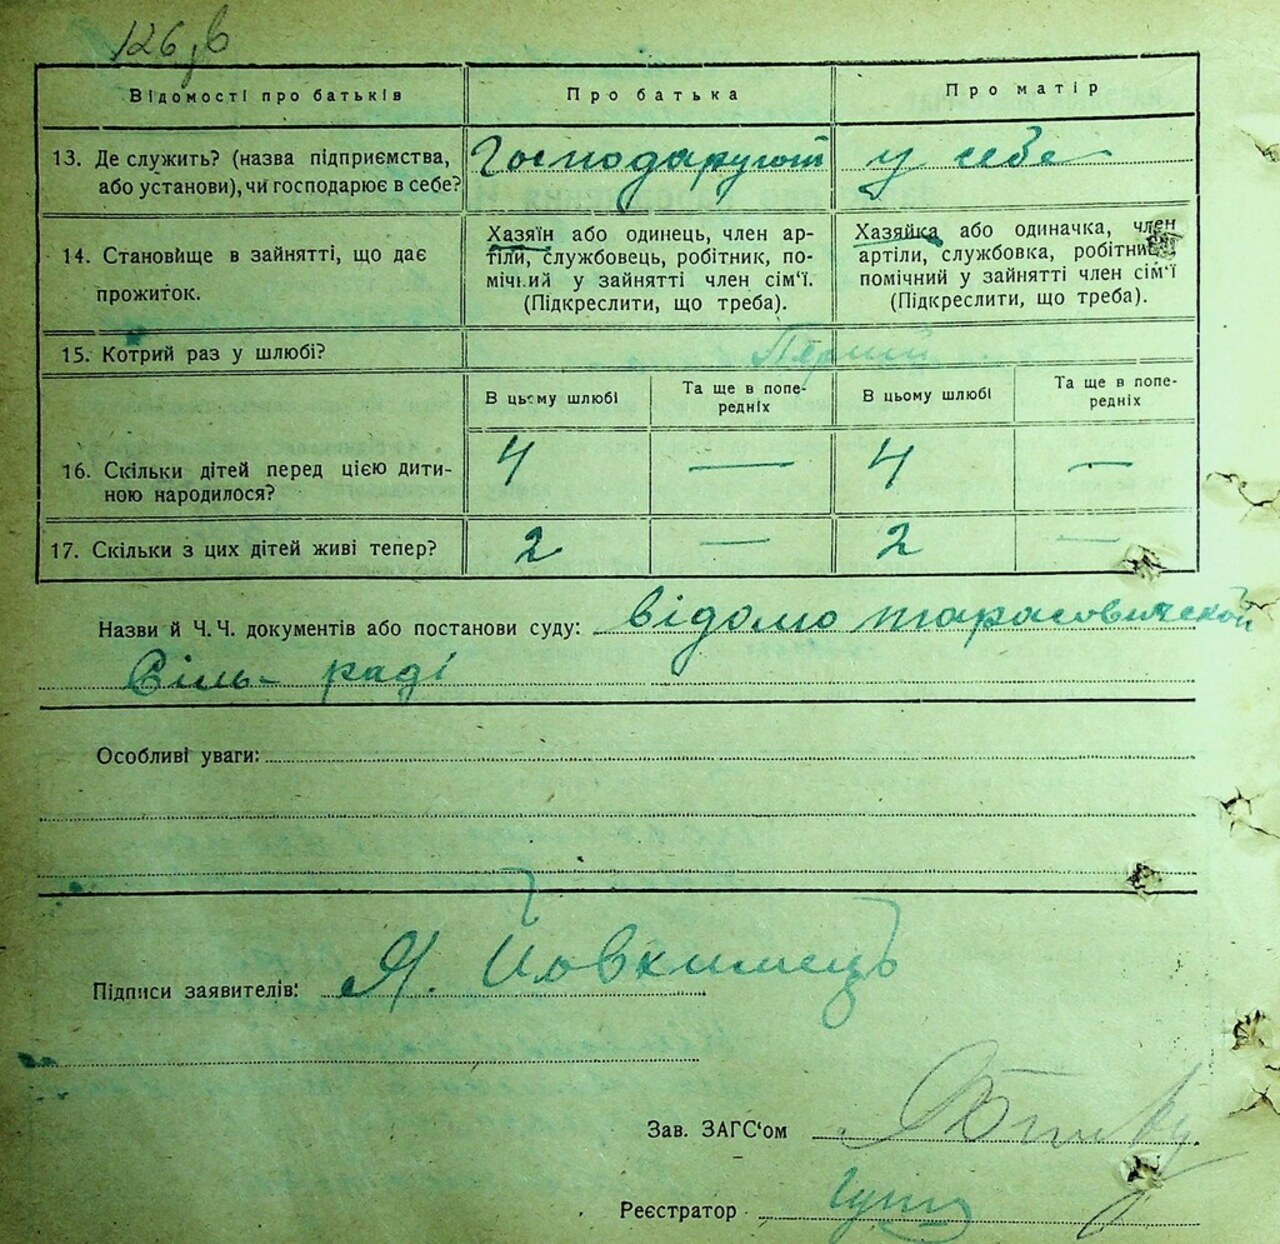 126,в
Відомості про батьків
Про батька
Про матір
13. Де служить? (назва підприємства,
або установи), чи господарює в себе?
Господарують у себе
14. Становище в зайнятті, що дає
прожиток.
Хазяїн або одинець, член ар-
тіли, службовець, робітник, по-
мічний у зайнятті член сім'ї.
(Підкреслити, що треба).
Хазяйка або одиначка, член
артіли, службовка, робітниця
помічний у зайнятті член сім'ї
(Підкреслити, що треба).
15. Котрий раз у шлюбі?
Перший
В цьому шлюбі
Та ще в попе-
редніх
В цьому шлюбі
Та ще в попе-
редніх
16. Скільки дітей перед цією дити-
ною народилося?
4 — 4 —
17. Скільки з цих дітей живі тепер?
2 — 2 —
Назви й Ч. Ч. документів або постанови суду: відомо тарасовической
Сіль-раді
Особливі уваги:
Підписи заявителів: Я. Йовкимець
Зав. ЗАГС'ом
Реєстратор